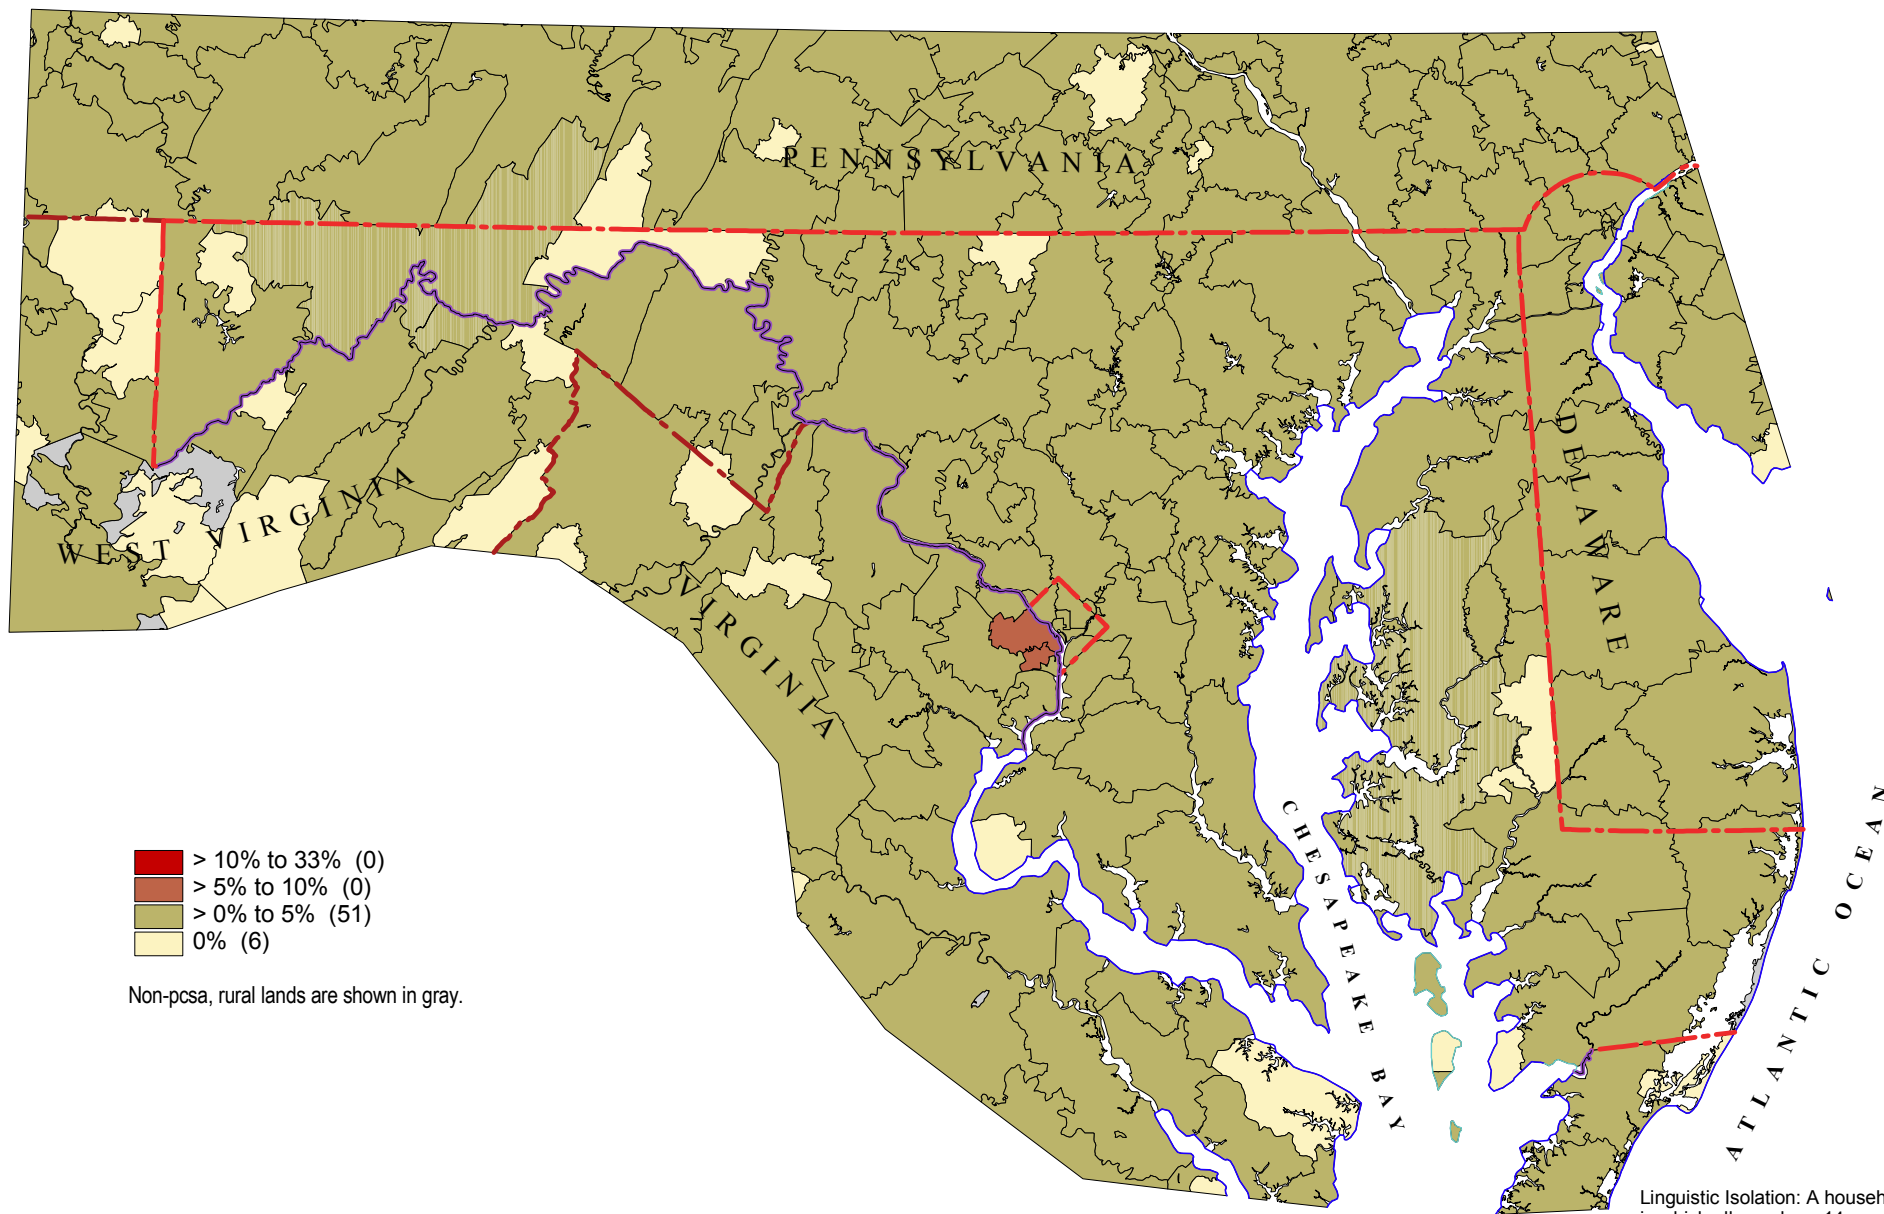 PENNSYLVANIA
DELAWARE
WEST VIRGINIA
VIRGINIA
CHESAPEAKE BAY
ATLANTIC OCEAN
> 10% to 33% (0)
> 5% to 10% (0)
> 0% to 5% (51)
0% (6)
Non-pcsa, rural lands are shown in gray.
Linguistic Isolation: A househ